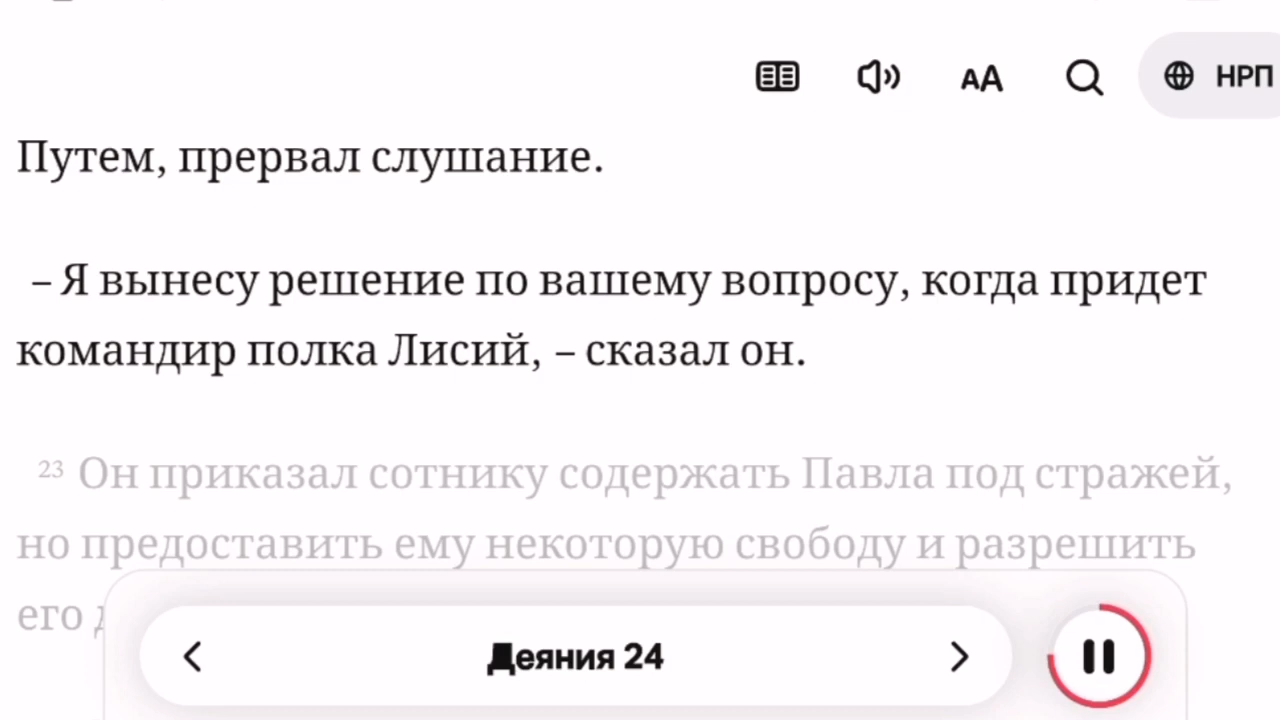 НРП
Путем, прервал слушание.
– Я вынесу решение по вашему вопросу, когда придет
командир полка Лисий, – сказал он.
23 Он приказал сотнику содержать Павла под стражей,
но предоставить ему некоторую свободу и разрешить
его
Деяния 24